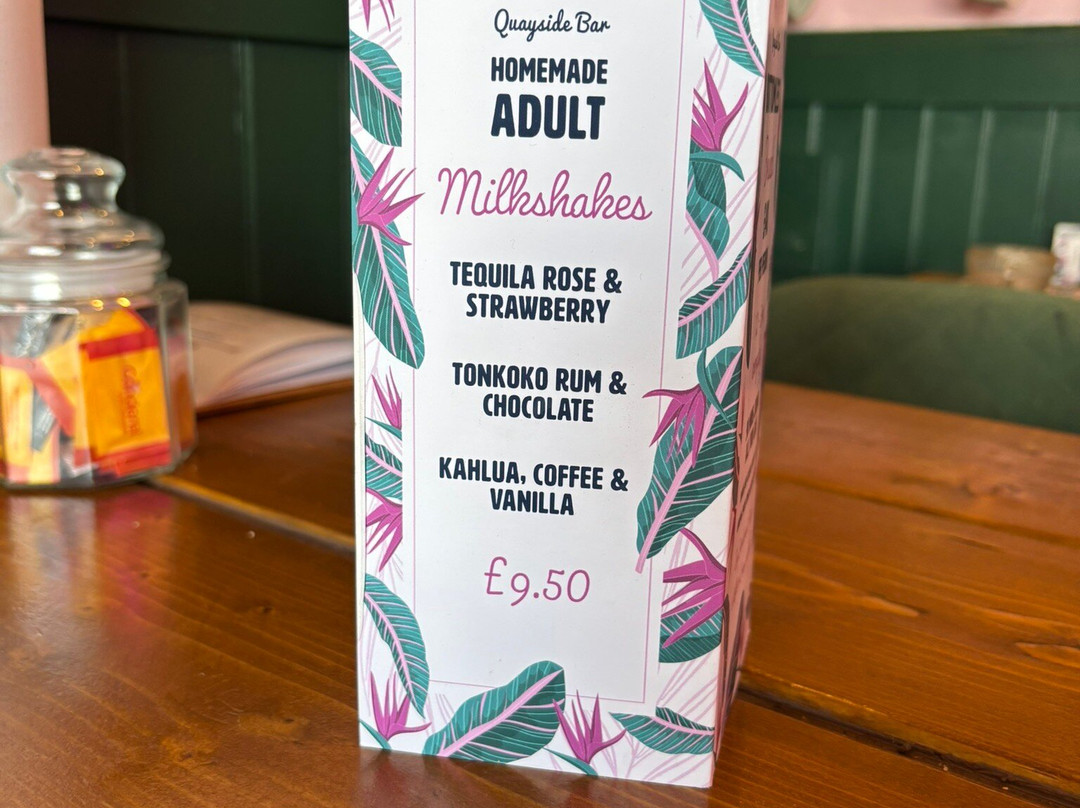 Quayside Bar
HOMEMADE
ADULT
Milkshakes
TEQUILA ROSE &
STRAWBERRY
TONKOKO RUM &
CHOCOLATE
KAHLUA, COFFEE &
VANILLA
£9.50